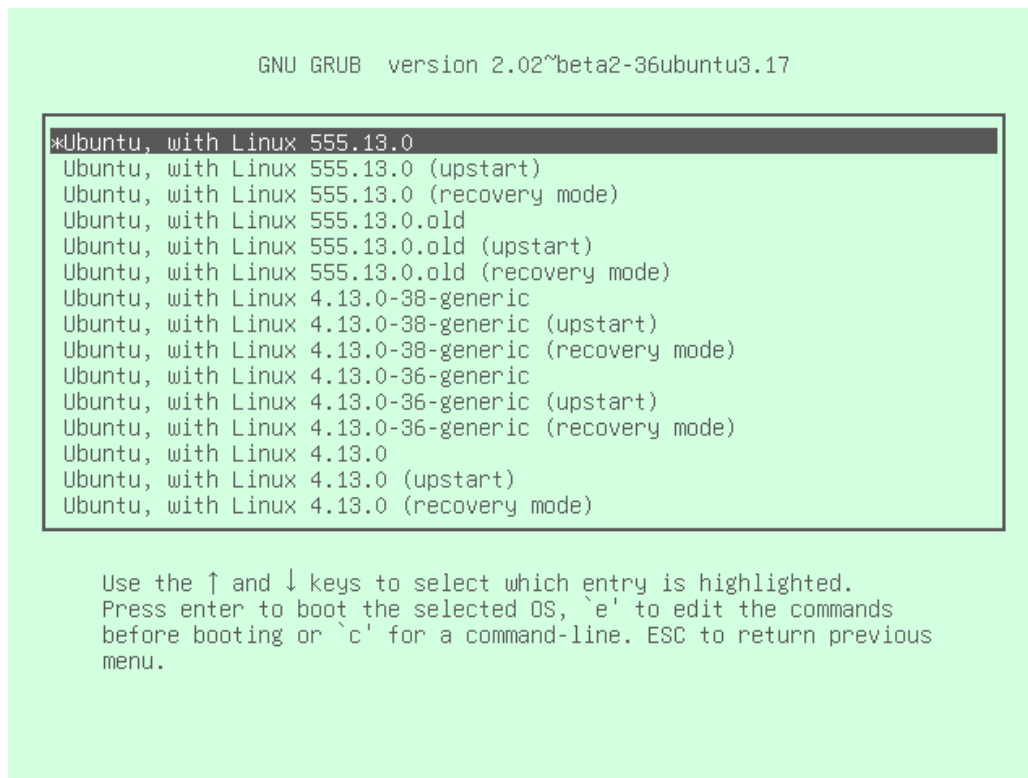 GNU GRUB  version 2.02~beta2-36ubuntu3.17
*Ubuntu, with Linux 555.13.0
Ubuntu, with Linux 555.13.0 (upstart)
Ubuntu, with Linux 555.13.0 (recovery mode)
Ubuntu, with Linux 555.13.0.old
Ubuntu, with Linux 555.13.0.old (upstart)
Ubuntu, with Linux 555.13.0.old (recovery mode)
Ubuntu, with Linux 4.13.0-38-generic
Ubuntu, with Linux 4.13.0-38-generic (upstart)
Ubuntu, with Linux 4.13.0-38-generic (recovery mode)
Ubuntu, with Linux 4.13.0-36-generic
Ubuntu, with Linux 4.13.0-36-generic (upstart)
Ubuntu, with Linux 4.13.0-36-generic (recovery mode)
Ubuntu, with Linux 4.13.0
Ubuntu, with Linux 4.13.0 (upstart)
Ubuntu, with Linux 4.13.0 (recovery mode)
Use the ↑ and ↓ keys to select which entry is highlighted.
Press enter to boot the selected OS, `e' to edit the commands
before booting or `c' for a command-line. ESC to return previous
menu.